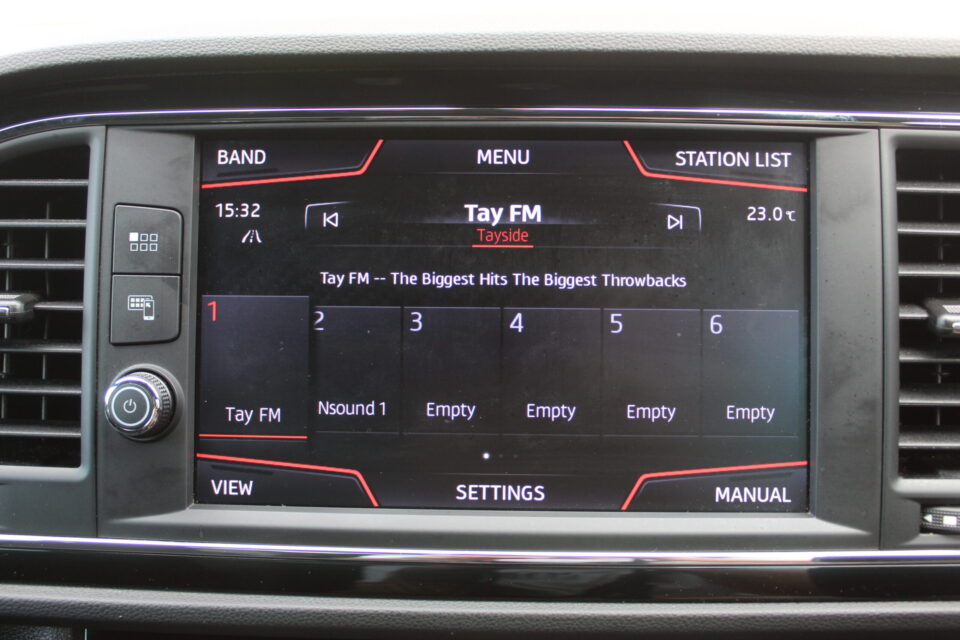 BAND MENU STATION LIST
15:32 Tay FM 23.0 °C
Tayside
Tay FM -- The Biggest Hits The Biggest Throwbacks
1 2 3 4 5 6
Tay FM Nsound 1 Empty Empty Empty Empty
VIEW SETTINGS MANUAL